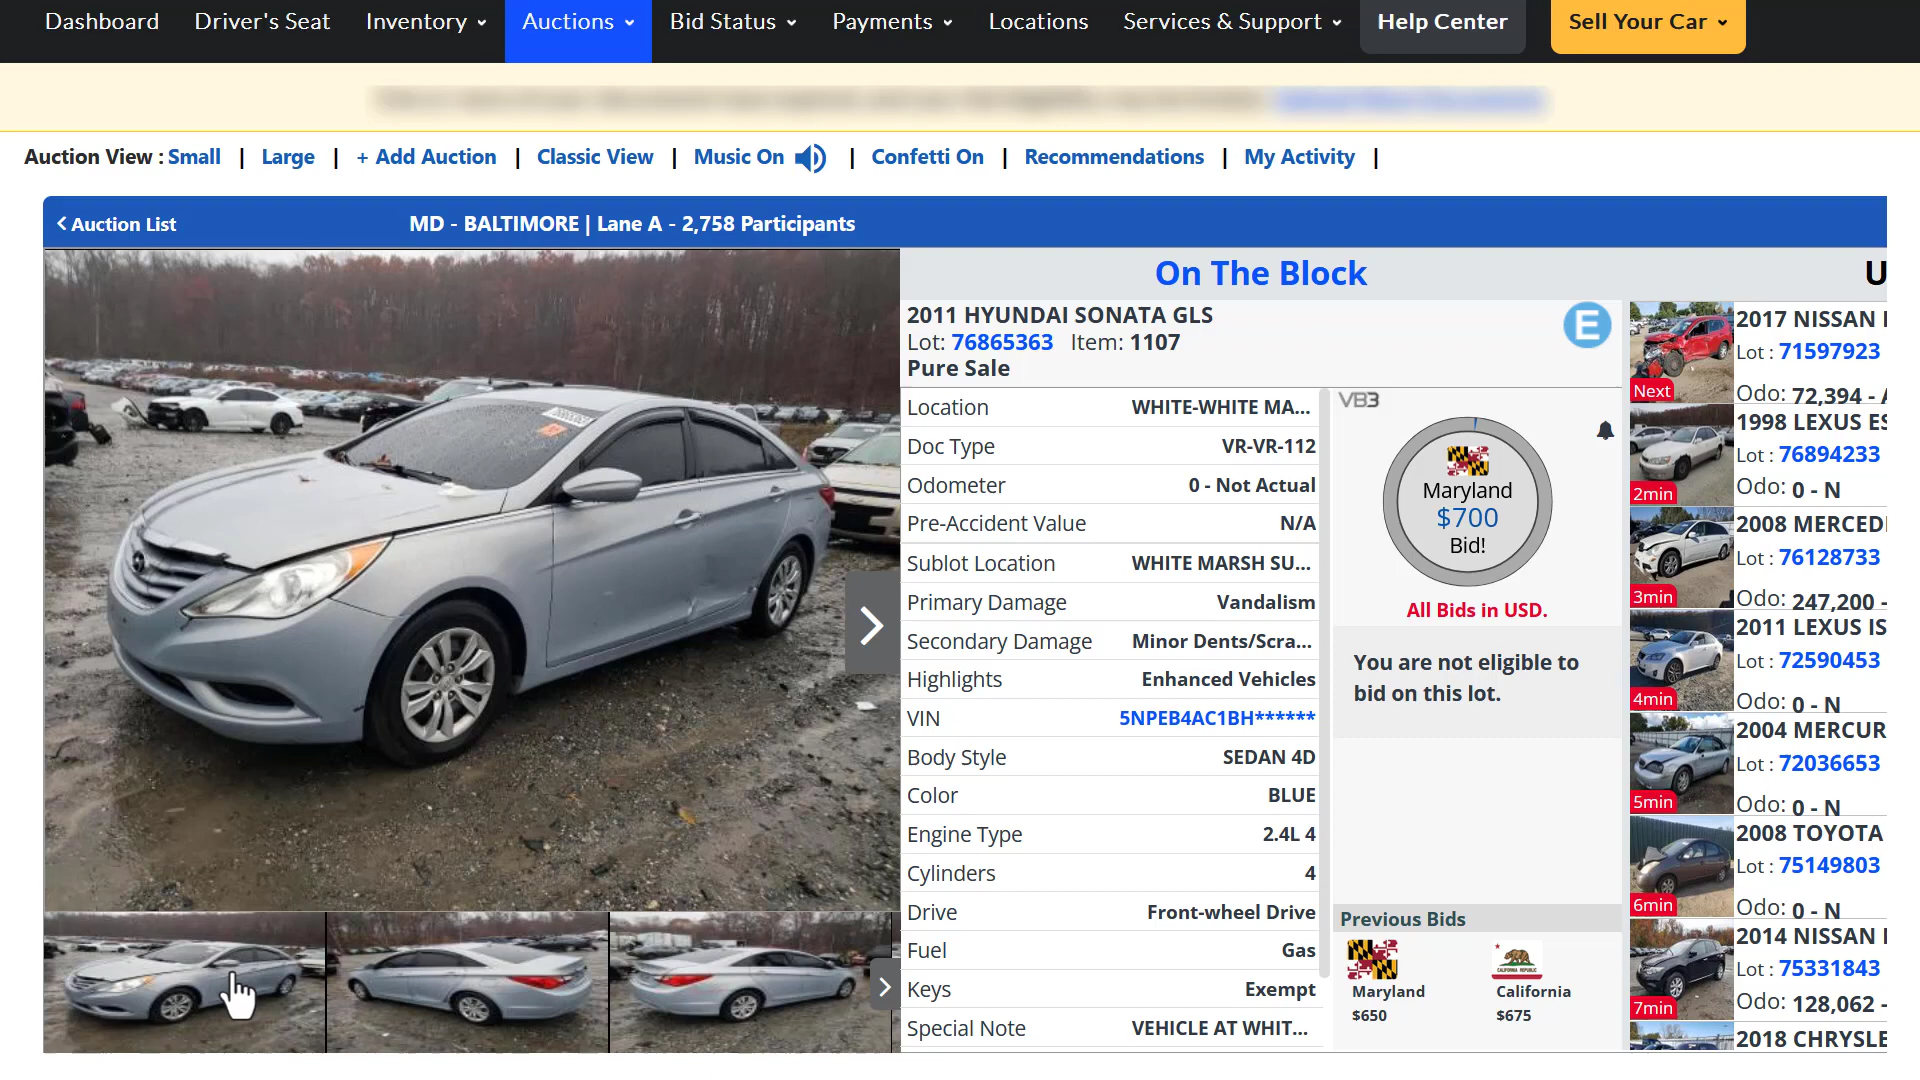 Dashboard Driver's Seat Inventory Auctions Bid Status Payments Locations Services & Support Help Center Sell Your Car
Auction View : Small | Large | + Add Auction | Classic View | Music On | Confetti On | Recommendations | My Activity |
Auction List
MD - BALTIMORE | Lane A - 2,758 Participants
On The Block
U
2011 HYUNDAI SONATA GLS
Lot: 76865363 Item: 1107
Pure Sale
E
Location WHITE-WHITE MA...
Doc Type VR-VR-112
Odometer 0 - Not Actual
Pre-Accident Value N/A
Sublot Location WHITE MARSH SU...
Primary Damage Vandalism
Secondary Damage Minor Dents/Scra...
Highlights Enhanced Vehicles
VIN 5NPEB4AC1BH******
Body Style SEDAN 4D
Color BLUE
Engine Type 2.4L 4
Cylinders 4
Drive Front-wheel Drive
Fuel Gas
Keys Exempt
Special Note VEHICLE AT WHIT...
VB3
Maryland
$700
Bid!
All Bids in USD.
You are not eligible to
bid on this lot.
Previous Bids
Maryland
$650
California
$675
2017 NISSAN
Lot : 71597923
Odo: 72,394 - A
Next
1998 LEXUS ES
Lot : 76894233
Odo: 0 - N
2min
2008 MERCED
Lot : 76128733
Odo: 247,200 -
3min
2011 LEXUS IS
Lot : 72590453
Odo: 0 - N
4min
2004 MERCUR
Lot : 72036653
Odo: 0 - N
5min
2008 TOYOTA
Lot : 75149803
Odo: 0 - N
6min
2014 NISSAN
Lot : 75331843
Odo: 128,062 -
7min
2018 CHRYSLE